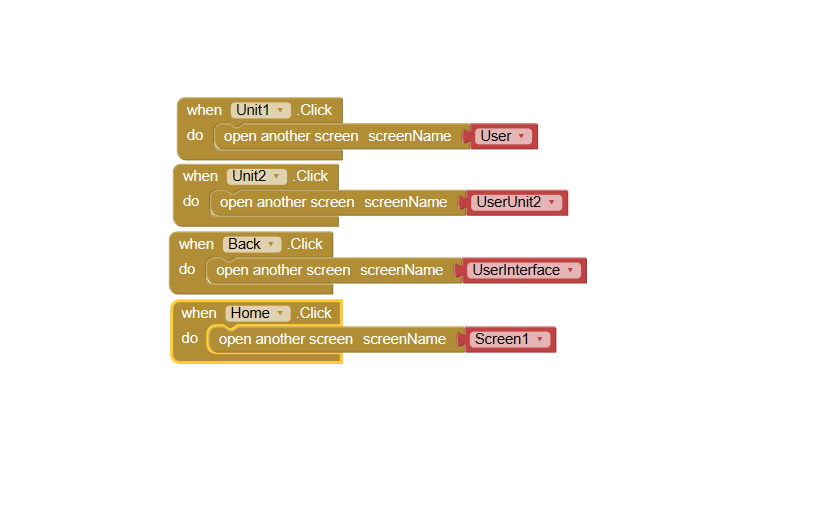 when Unit1 .Click
do open another screen screenName User
when Unit2 .Click
do open another screen screenName UserUnit2
when Back .Click
do open another screen screenName UserInterface
when Home .Click
do open another screen screenName Screen1